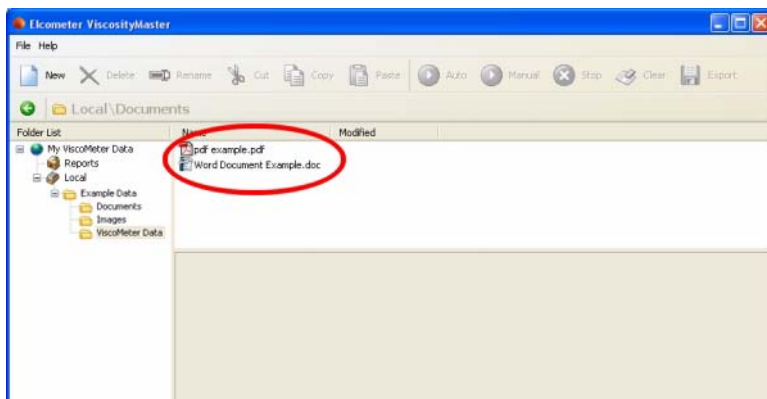 Elcometer ViscosityMaster
File Help
New Delete Rename Cut Copy Paste Auto Manual Stop Clear Export
Local\Documents
Folder List Name Modified
My ViscoMeter Data pdf example.pdf
Reports Word Document Example.doc
Local
Example Data
Documents
Images
ViscoMeter Data